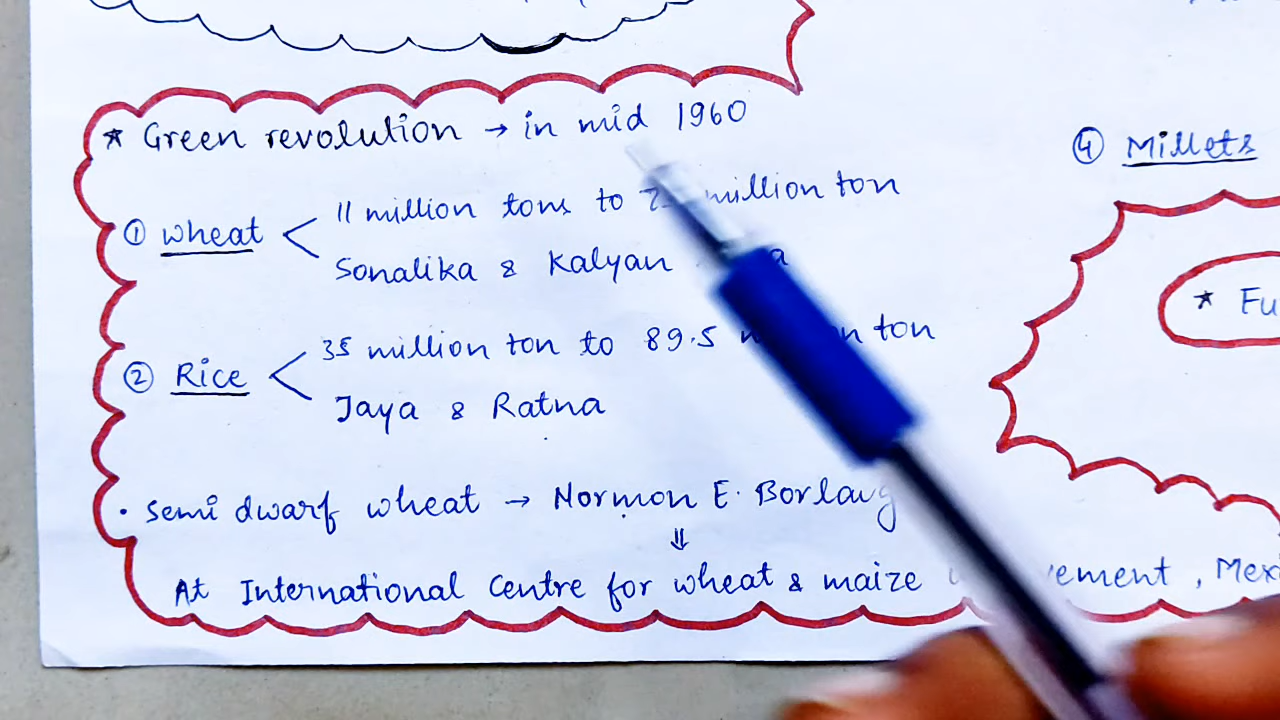 * Green revolution → in mid 1960
① Wheat
11 million tons to million ton
Sonalika & Kalyan
② Rice
35 million ton to 89.5 ton
Jaya & Ratna
• Semi dwarf wheat → Normon E. Borlaug
⇓
At International Centre for wheat & maize , Mexi
④ Millets
* Fu